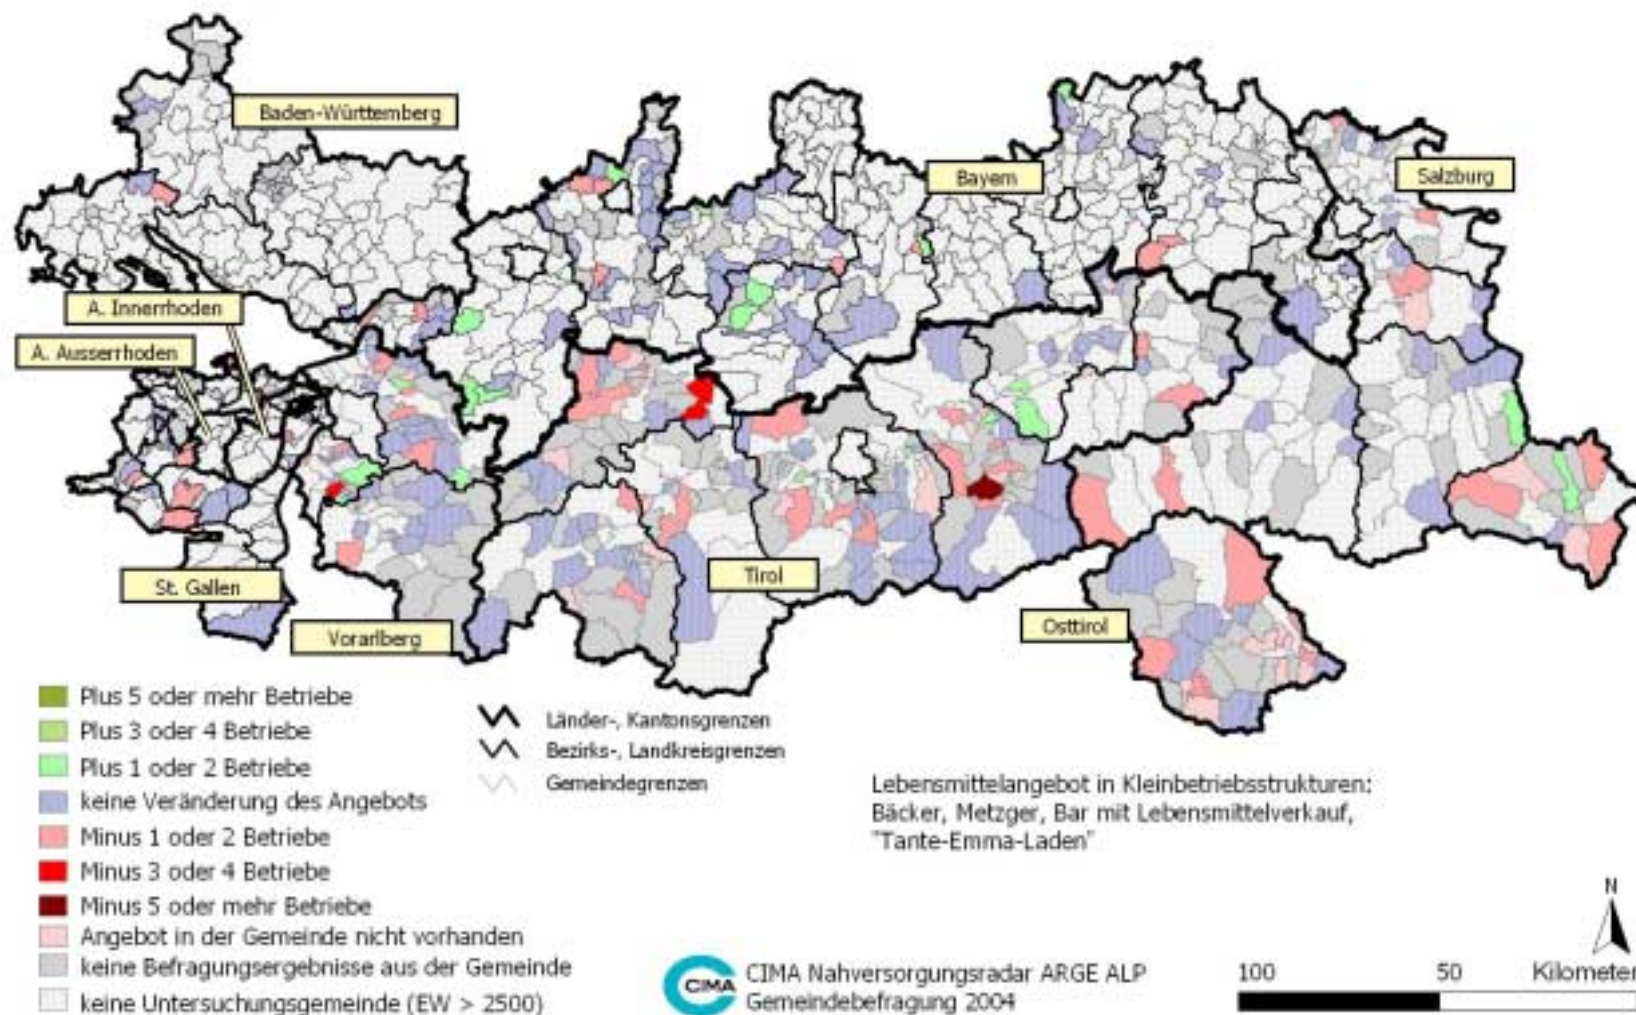 Baden-Württemberg
Bayern
Salzburg
A. Innerrhoden
A. Ausserrhoden
St. Gallen
Tirol
Vorarlberg
Osttirol
Plus 5 oder mehr Betriebe
Plus 3 oder 4 Betriebe
Plus 1 oder 2 Betriebe
keine Veränderung des Angebots
Minus 1 oder 2 Betriebe
Minus 3 oder 4 Betriebe
Minus 5 oder mehr Betriebe
Angebot in der Gemeinde nicht vorhanden
keine Befragungsergebnisse aus der Gemeinde
keine Untersuchungsgemeinde (EW > 2500)
Länder-, Kantonsgrenzen
Bezirks-, Landkreisgrenzen
Gemeindegrenzen
Lebensmittelangebot in Kleinbetriebsstrukturen:
Bäcker, Metzger, Bar mit Lebensmittelverkauf,
"Tante-Emma-Laden"
CIMA
CIMA Nahversorgungsradar ARGE ALP
Gemeindebefragung 2004
N
100 50 Kilometer